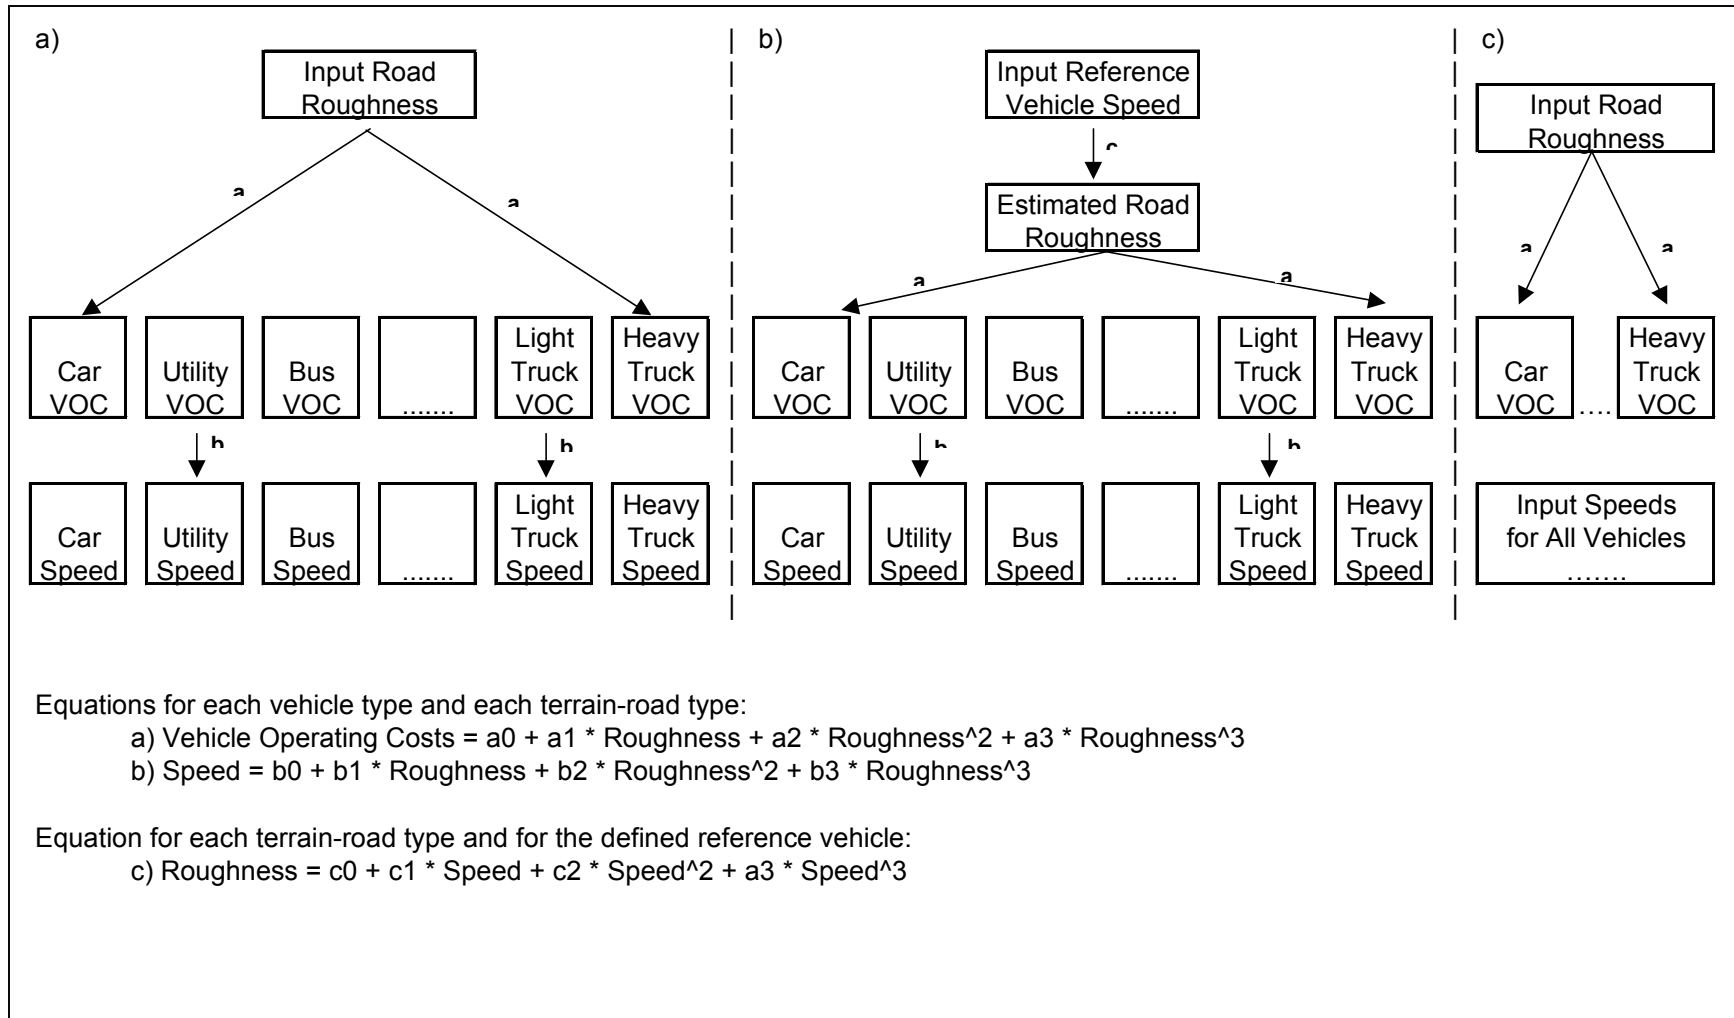 a)
Input Road
Roughness
a
a
Car
VOC
Utility
VOC
Bus
VOC
.......
Light
Truck
VOC
Heavy
Truck
VOC
b
b
Car
Speed
Utility
Speed
Bus
Speed
.......
Light
Truck
Speed
Heavy
Truck
Speed
b)
Input Reference
Vehicle Speed
c
Estimated Road
Roughness
a
a
Car
VOC
Utility
VOC
Bus
VOC
.......
Light
Truck
VOC
Heavy
Truck
VOC
b
b
Car
Speed
Utility
Speed
Bus
Speed
.......
Light
Truck
Speed
Heavy
Truck
Speed
c)
Input Road
Roughness
a
a
Car
VOC
....
Heavy
Truck
VOC
Input Speeds
for All Vehicles
.......
Equations for each vehicle type and each terrain-road type:
a) Vehicle Operating Costs = a0 + a1 * Roughness + a2 * Roughness^2 + a3 * Roughness^3
b) Speed = b0 + b1 * Roughness + b2 * Roughness^2 + b3 * Roughness^3
Equation for each terrain-road type and for the defined reference vehicle:
c) Roughness = c0 + c1 * Speed + c2 * Speed^2 + a3 * Speed^3